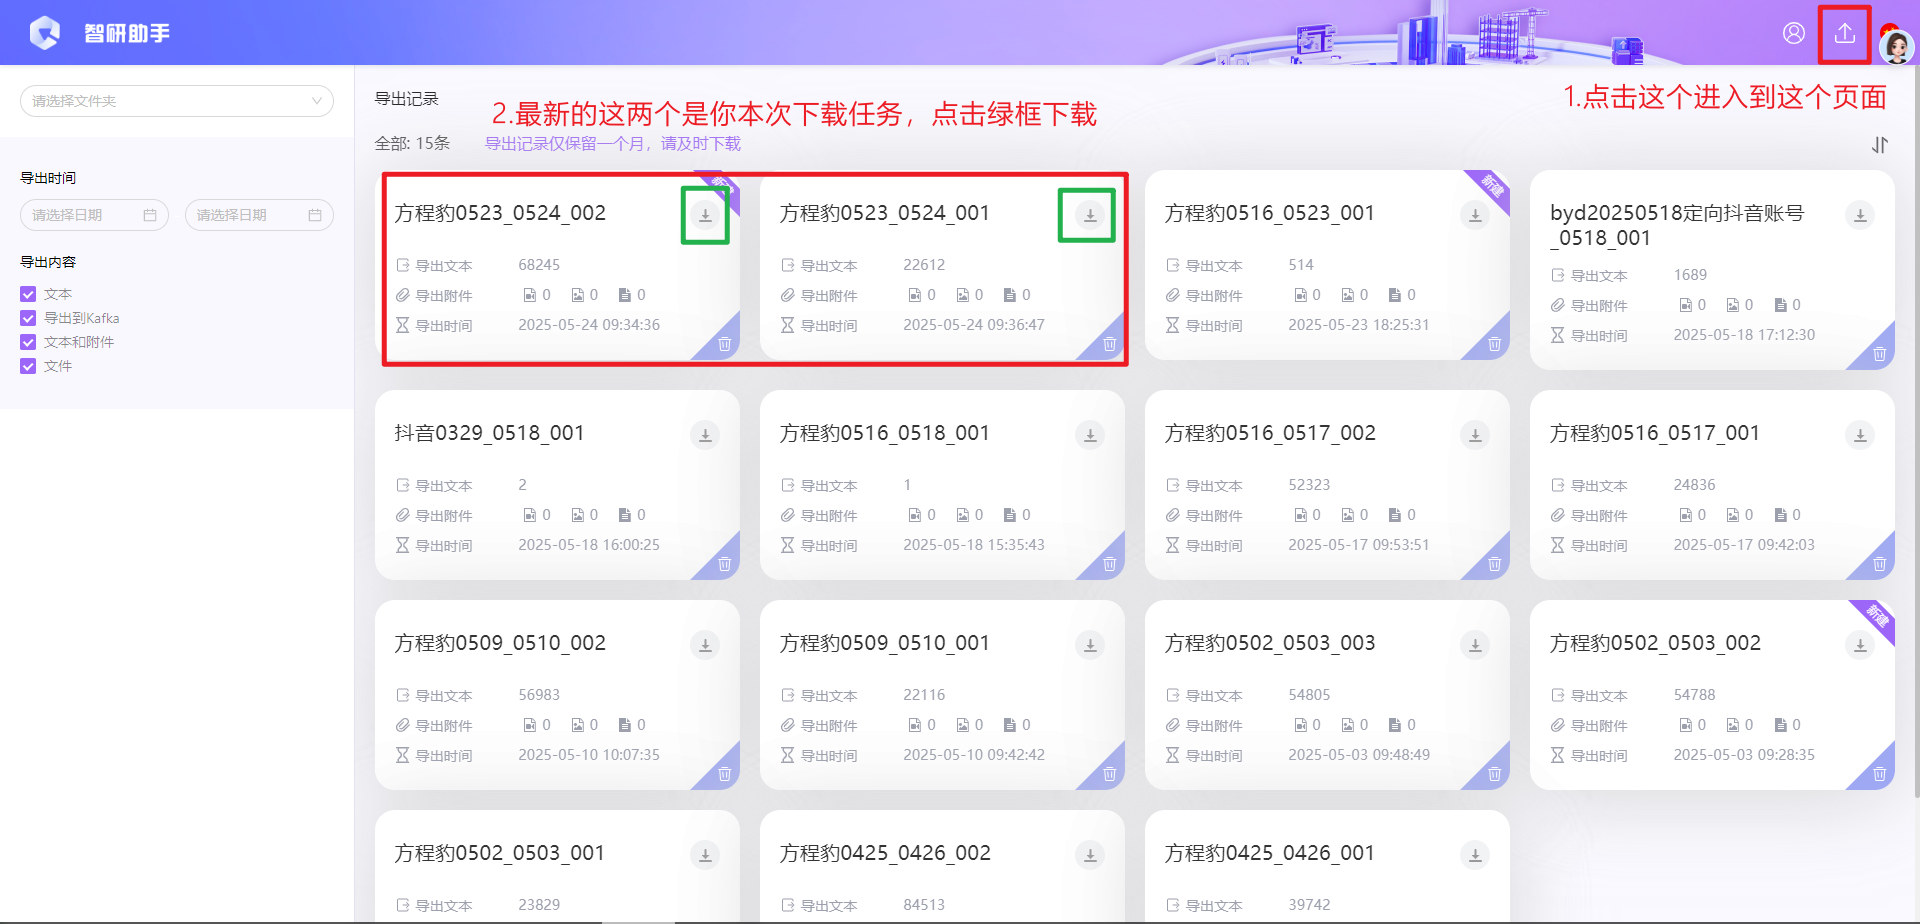 智研助手
1.点击这个进入到这个页面
请选择文件夹
导出时间
请选择日期
请选择日期
导出内容
文本
导出到Kafka
文本和附件
文件
导出记录
2.最新的这两个是你本次下载任务，点击绿框下载
全部: 15条
导出记录仅保留一个月，请及时下载
方程豹0523_0524_002
导出文本 68245
导出附件 0 0 0
导出时间 2025-05-24 09:34:36
方程豹0523_0524_001
导出文本 22612
导出附件 0 0 0
导出时间 2025-05-24 09:36:47
新建
方程豹0516_0523_001
导出文本 514
导出附件 0 0 0
导出时间 2025-05-23 18:25:31
byd20250518定向抖音账号
_0518_001
导出文本 1689
导出附件 0 0 0
导出时间 2025-05-18 17:12:30
抖音0329_0518_001
导出文本 2
导出附件 0 0 0
导出时间 2025-05-18 16:00:25
方程豹0516_0518_001
导出文本 1
导出附件 0 0 0
导出时间 2025-05-18 15:35:43
方程豹0516_0517_002
导出文本 52323
导出附件 0 0 0
导出时间 2025-05-17 09:53:51
方程豹0516_0517_001
导出文本 24836
导出附件 0 0 0
导出时间 2025-05-17 09:42:03
方程豹0509_0510_002
导出文本 56983
导出附件 0 0 0
导出时间 2025-05-10 10:07:35
方程豹0509_0510_001
导出文本 22116
导出附件 0 0 0
导出时间 2025-05-10 09:42:42
方程豹0502_0503_003
导出文本 54805
导出附件 0 0 0
导出时间 2025-05-03 09:48:49
新建
方程豹0502_0503_002
导出文本 54788
导出附件 0 0 0
导出时间 2025-05-03 09:28:35
方程豹0502_0503_001
导出文本 23829
方程豹0425_0426_002
导出文本 84513
方程豹0425_0426_001
导出文本 39742